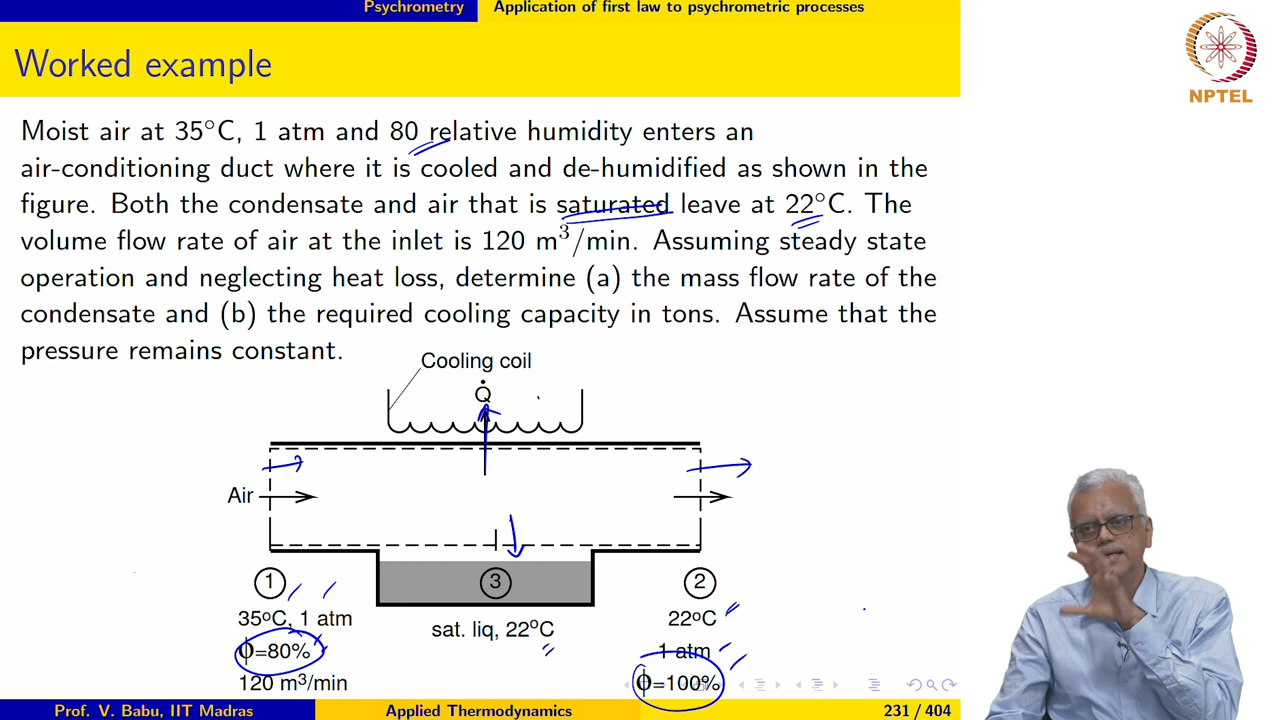 Psychrometry Application of first law to psychrometric processes
Worked example
NPTEL
Moist air at 35°C, 1 atm and 80 relative humidity enters an
air-conditioning duct where it is cooled and de-humidified as shown in the
figure. Both the condensate and air that is saturated leave at 22°C. The
volume flow rate of air at the inlet is 120 m³/min. Assuming steady state
operation and neglecting heat loss, determine (a) the mass flow rate of the
condensate and (b) the required cooling capacity in tons. Assume that the
pressure remains constant.
Cooling coil
Q̇
Air
1 3 2
35°C, 1 atm
ϕ=80%
120 m³/min
sat. liq, 22°C
22°C
1 atm
ϕ=100%
Prof. V. Babu, IIT Madras Applied Thermodynamics 231 / 404